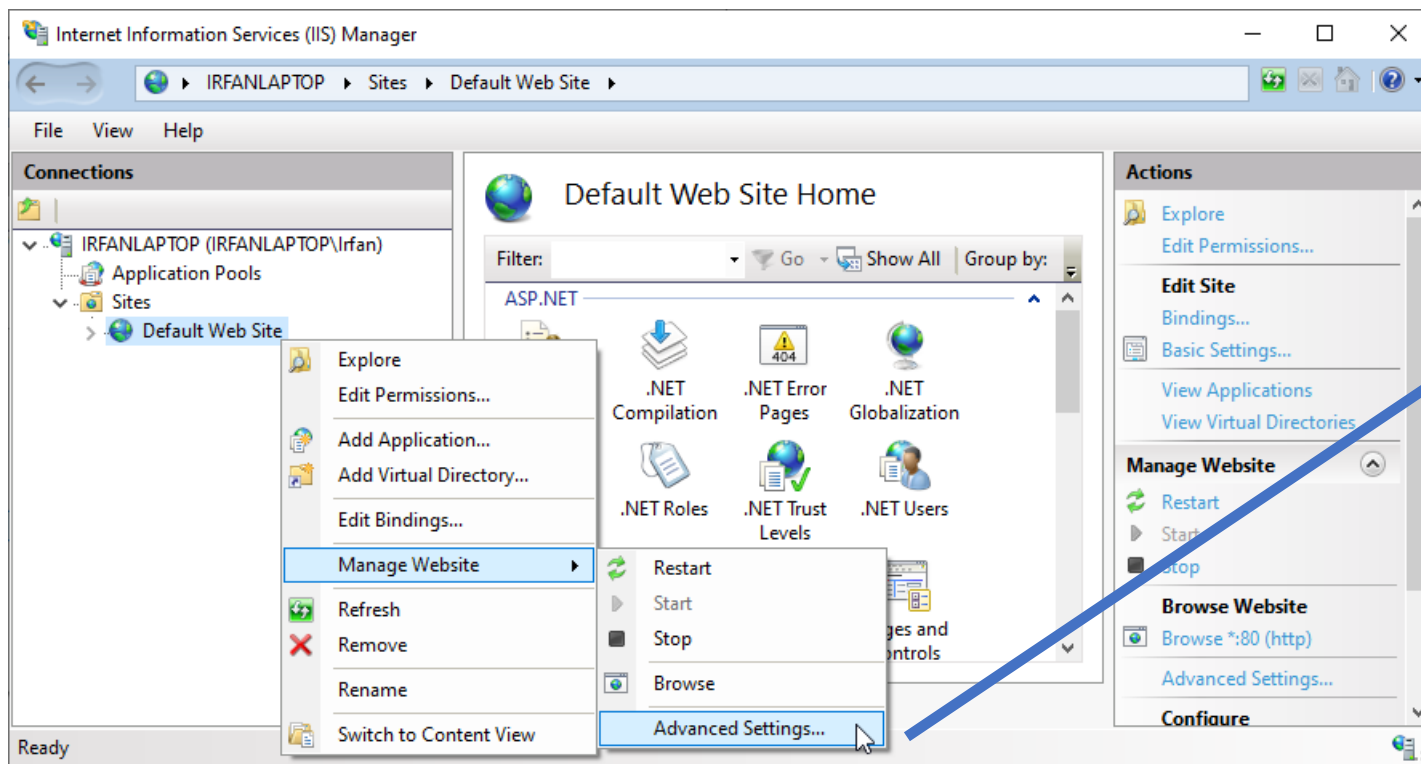 Internet Information Services (IIS) Manager
IRFANLAPTOP Sites Default Web Site
File View Help
Connections
IRFANLAPTOP (IRFANLAPTOP\Irfan)
Application Pools
Sites
Default Web Site
Default Web Site Home
Filter: Go Show All Group by:
ASP.NET
.NET Compilation
404
.NET Error Pages
.NET Globalization
.NET Roles
.NET Trust Levels
.NET Users
Explore
Edit Permissions...
Add Application...
Add Virtual Directory...
Edit Bindings...
Manage Website
Refresh
Remove
Rename
Switch to Content View
Restart
Start
Stop
Browse
Advanced Settings...
and
Actions
Explore
Edit Permissions...
Edit Site
Bindings...
Basic Settings...
View Applications
View Virtual Directories
Manage Website
Restart
Start
Stop
Browse Website
Browse *:80 (http)
Advanced Settings...
Configure
Ready